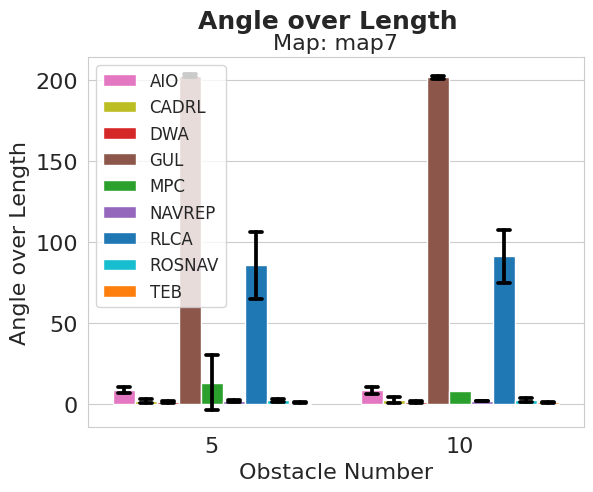 Angle over Length
Map: map7
Angle over Length
200
150
100
50
0
AIO
CADRL
DWA
GUL
MPC
NAVREP
RLCA
ROSNAV
TEB
5
10
Obstacle Number